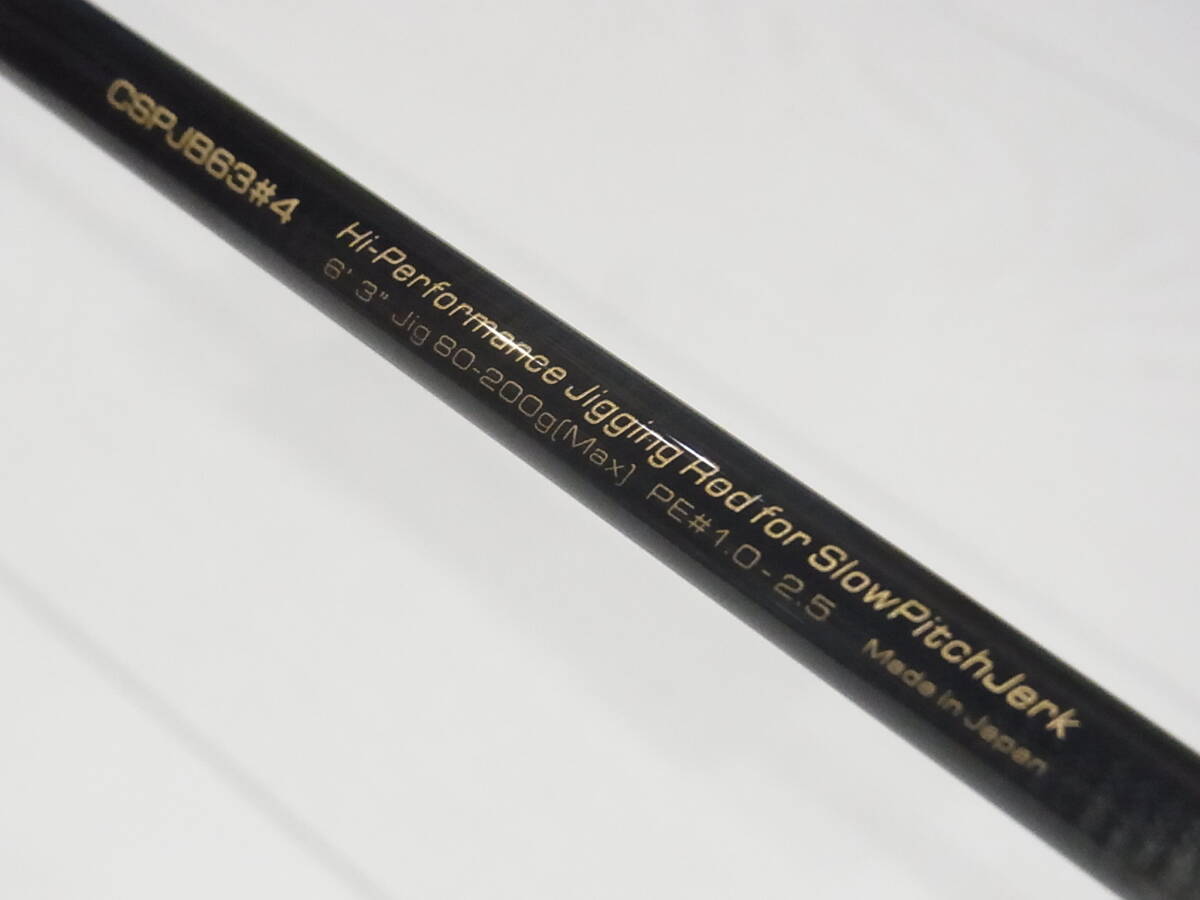 CSPJB63#4
Hi-Performance Jigging Rod for SlowPitchJerk
6' 3" Jig 80-200g(Max) PE#1.0-2.5
Made in Japan